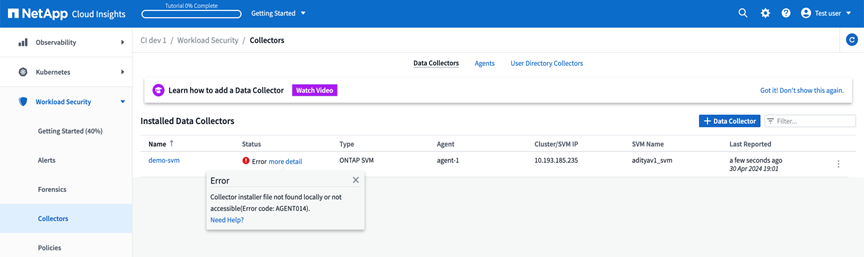 NetApp Cloud Insights
Tutorial 0% Complete
Getting Started
Test user
Observability
Kubernetes
Workload Security
Getting Started (40%)
Alerts
Forensics
Collectors
Policies
CI dev 1 / Workload Security / Collectors
Data Collectors Agents User Directory Collectors
Learn how to add a Data Collector Watch Video Got it! Don't show this again.
Installed Data Collectors + Data Collector Filter...
Name ↑ Status Type Agent Cluster/SVM IP SVM Name Last Reported
demo-svm Error more detail ONTAP SVM agent-1 10.193.185.235 adityav1_svm a few seconds ago
30 Apr 2024 19:01
Error
Collector installer file not found locally or not
accessible(Error code: AGENT014).
Need Help?